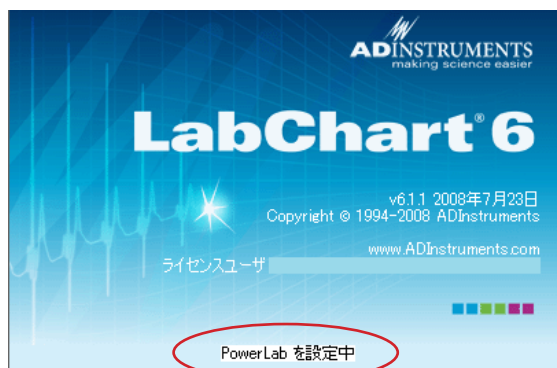 ADINSTRUMENTS
making science easier
LabChart® 6
v6.1.1 2008年7月23日
Copyright © 1994-2008 ADInstruments
www.ADInstruments.com
ライセンスユーザ
PowerLab を設定中